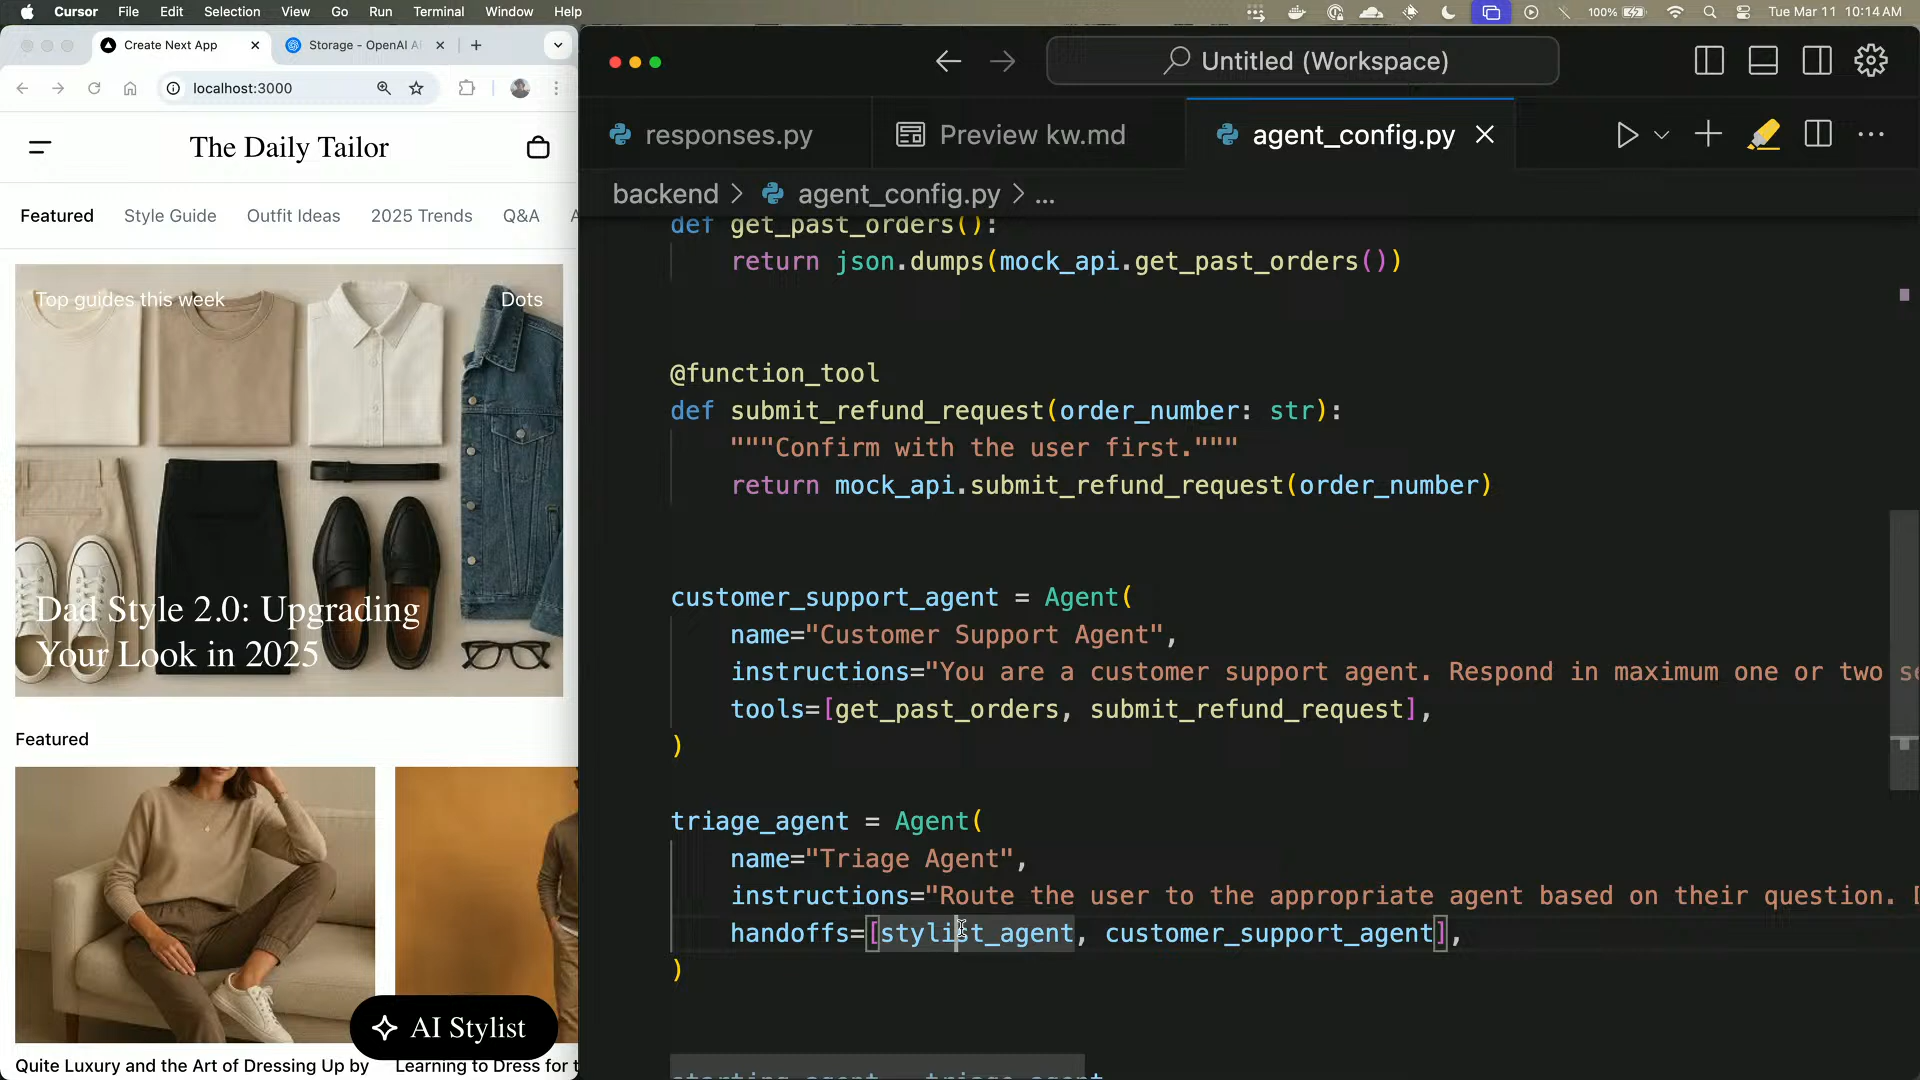 Cursor File Edit Selection View Go Run Terminal Window Help
100% Tue Mar 11 10:14 AM
Create Next App
Storage - OpenAI
localhost:3000
The Daily Tailor
Featured Style Guide Outfit Ideas 2025 Trends Q&A
Top guides this week Dots
Dad Style 2.0: Upgrading
Your Look in 2025
Featured
AI Stylist
Quite Luxury and the Art of Dressing Up by
Learning to Dress for
Untitled (Workspace)
responses.py
Preview kw.md
agent_config.py
backend > agent_config.py > ...
def get_past_orders():
return json.dumps(mock_api.get_past_orders())
@function_tool
def submit_refund_request(order_number: str):
"""Confirm with the user first."""
return mock_api.submit_refund_request(order_number)
customer_support_agent = Agent(
name="Customer Support Agent",
instructions="You are a customer support agent. Respond in maximum one or two
tools=[get_past_orders, submit_refund_request],
)
triage_agent = Agent(
name="Triage Agent",
instructions="Route the user to the appropriate agent based on their question.
handoffs=[stylist_agent, customer_support_agent],
)
starting_agent = triage_agent